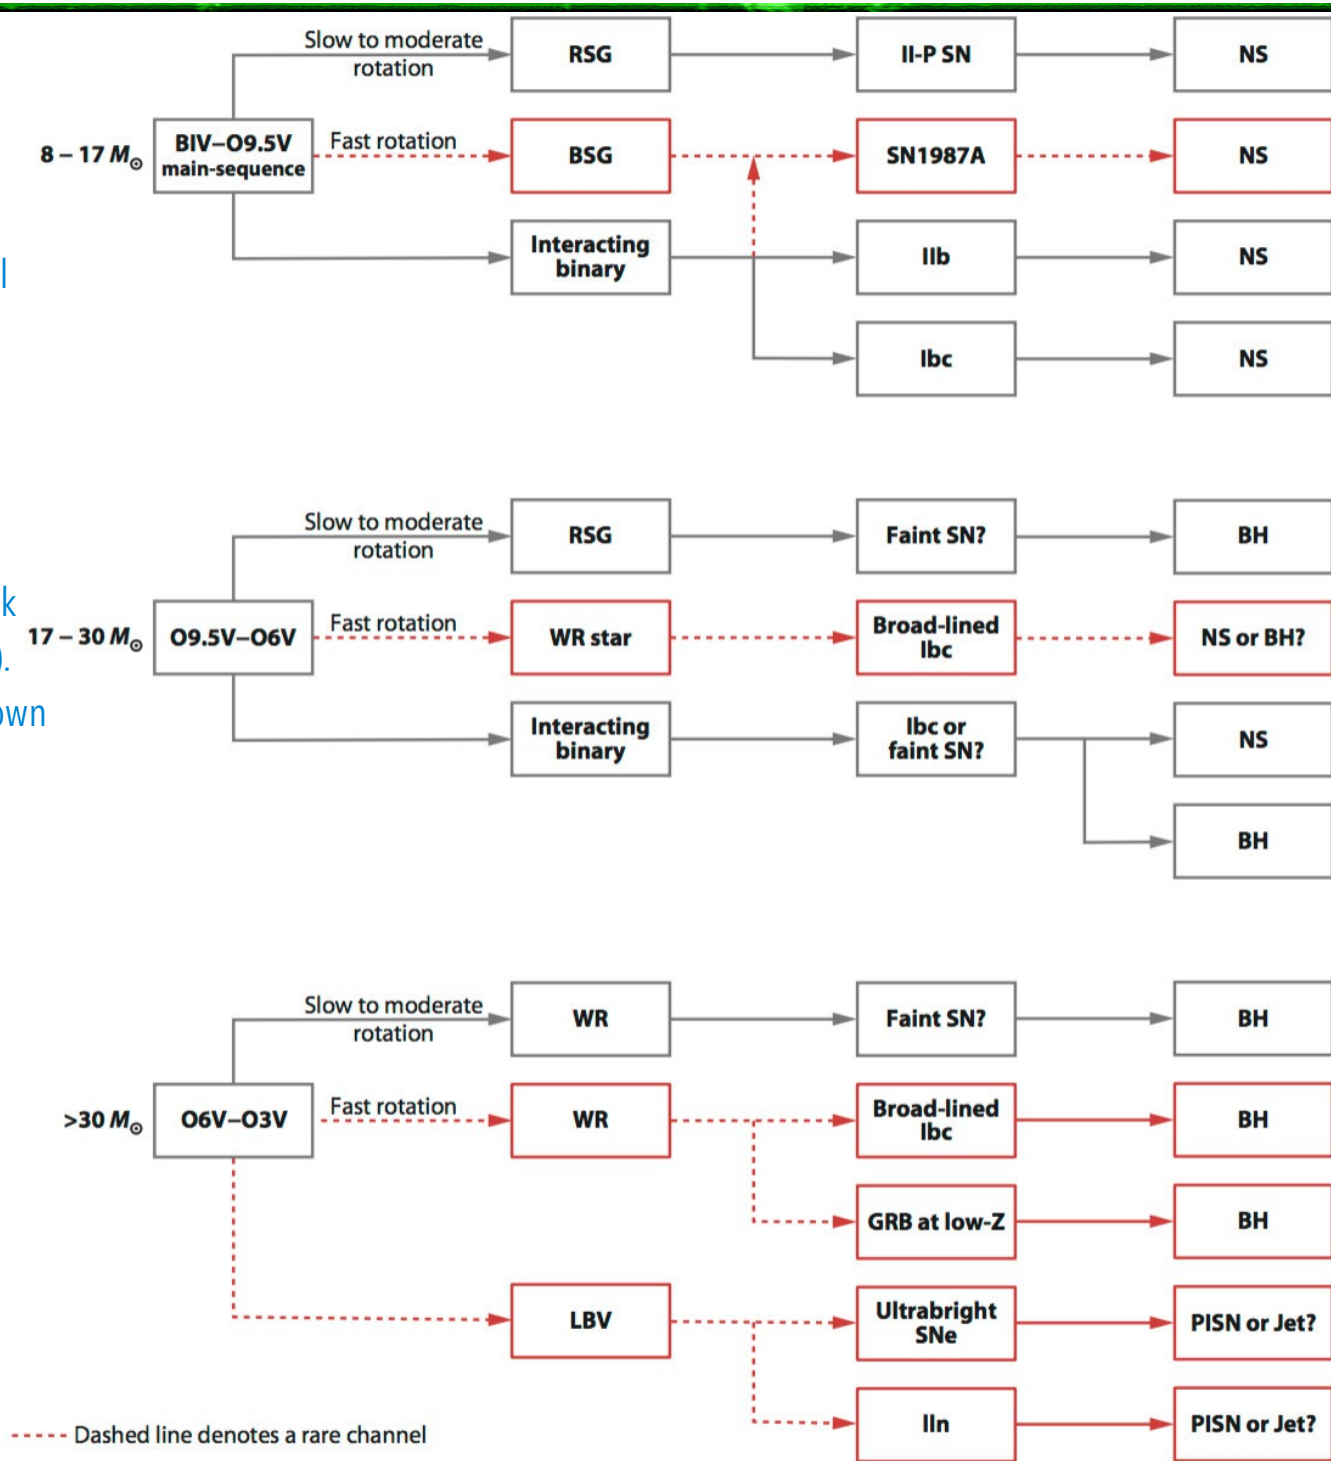 Slow to moderate
rotation
RSG
II-P SN
NS
8 – 17 M⊙
BIV–O9.5V
main-sequence
Fast rotation
BSG
SN1987A
NS
Interacting
binary
IIb
NS
l
Ibc
NS
Slow to moderate
rotation
RSG
Faint SN?
BH
k
17 – 30 M⊙
O9.5V–O6V
Fast rotation
WR star
Broad-lined
Ibc
NS or BH?
).
own
Interacting
binary
Ibc or
faint SN?
NS
BH
Slow to moderate
rotation
WR
Faint SN?
BH
>30 M⊙
O6V–O3V
Fast rotation
WR
Broad-lined
Ibc
BH
GRB at low-Z
BH
LBV
Ultrabright
SNe
PISN or Jet?
IIn
PISN or Jet?
----- Dashed line denotes a rare channel